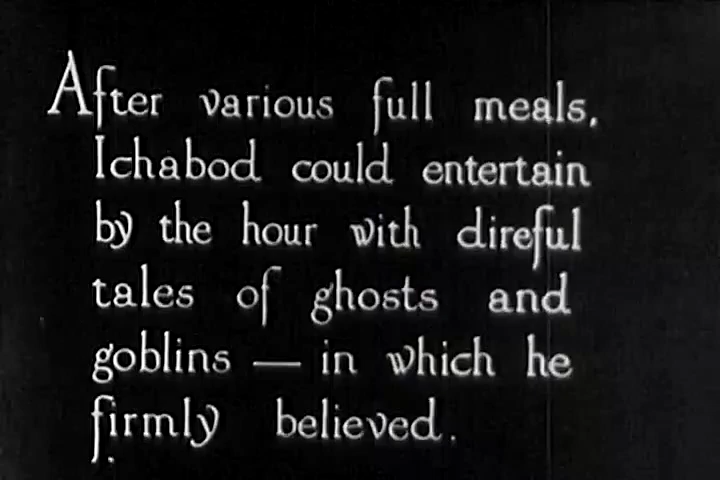 After various full meals,
Ichabod could entertain
by the hour with direful
tales of ghosts and
goblins — in which he
firmly believed.